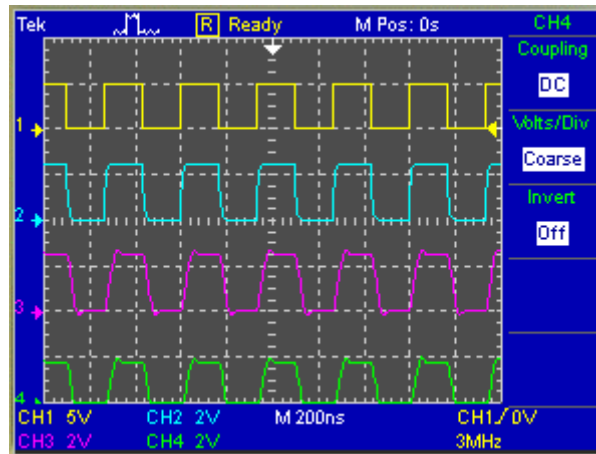 Tek R Ready M Pos: 0s CH4
Coupling
DC
Volts/Div
Coarse
Invert
Off
1
2
3
4
CH1 5V CH2 2V M 200ns CH1 / 0V
CH3 2V CH4 2V 3MHz